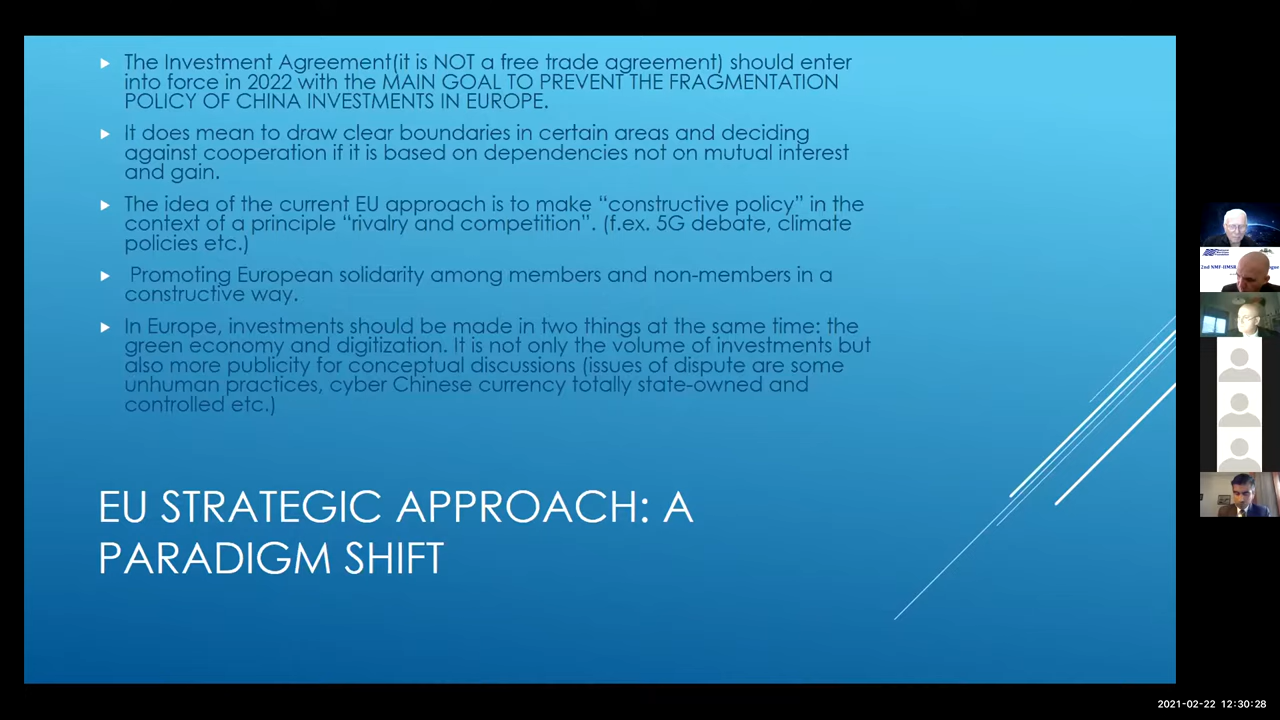 The Investment Agreement(it is NOT a free trade agreement) should enter
into force in 2022 with the MAIN GOAL TO PREVENT THE FRAGMENTATION
POLICY OF CHINA INVESTMENTS IN EUROPE.
It does mean to draw clear boundaries in certain areas and deciding
against cooperation if it is based on dependencies not on mutual interest
and gain.
The idea of the current EU approach is to make “constructive policy” in the
context of a principle “rivalry and competition”. (f.ex. 5G debate, climate
policies etc.)
Promoting European solidarity among members and non-members in a
constructive way.
In Europe, investments should be made in two things at the same time: the
green economy and digitization. It is not only the volume of investments but
also more publicity for conceptual discussions (issues of dispute are some
unhuman practices, cyber Chinese currency totally state-owned and
controlled etc.)
EU STRATEGIC APPROACH: A
PARADIGM SHIFT
2nd NMF-HMSR
2021-02-22 12:30:28